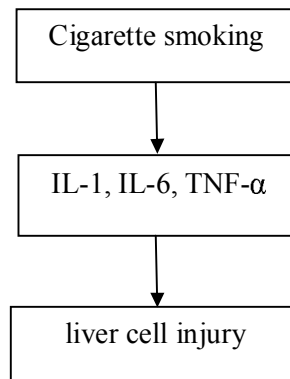 Cigarette smoking
IL-1, IL-6, TNF-α
liver cell injury